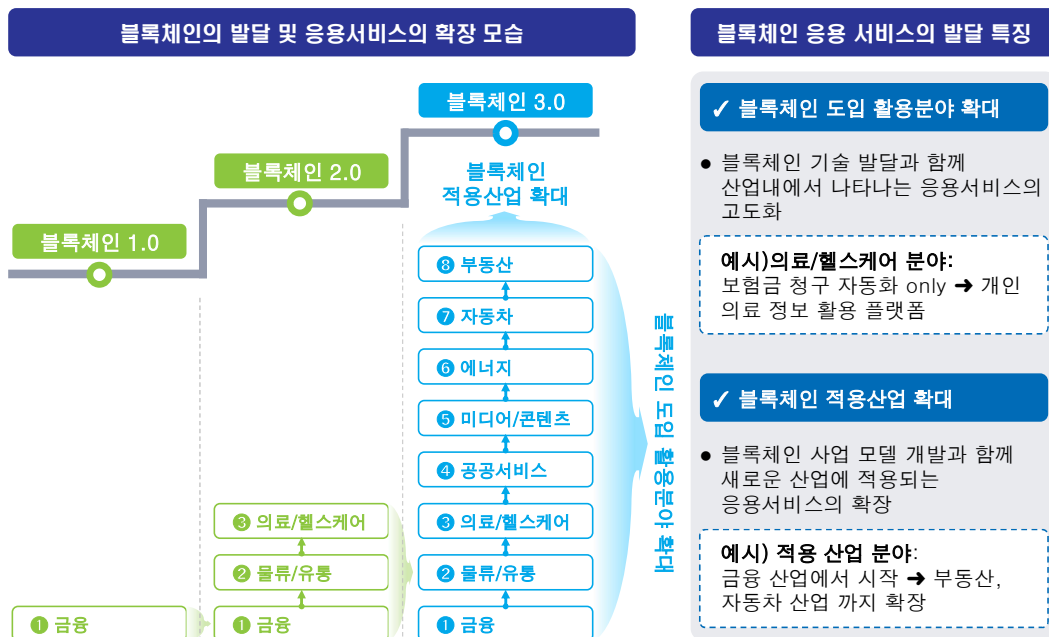 블록체인의 발달 및 응용서비스의 확장 모습
블록체인 1.0
블록체인 2.0
블록체인 3.0
블록체인
적용산업 확대
❽ 부동산
❼ 자동차
❻ 에너지
❺ 미디어/콘텐츠
❹ 공공서비스
❸ 의료/헬스케어
❷ 물류/유통
❶ 금융
❸ 의료/헬스케어
❷ 물류/유통
❶ 금융
❶ 금융
블록체인 도입 활용분야 확대
블록체인 응용 서비스의 발달 특징
✓ 블록체인 도입 활용분야 확대
● 블록체인 기술 발달과 함께
산업내에서 나타나는 응용서비스의
고도화
예시)의료/헬스케어 분야:
보험금 청구 자동화 only ➜ 개인
의료 정보 활용 플랫폼
✓ 블록체인 적용산업 확대
● 블록체인 사업 모델 개발과 함께
새로운 산업에 적용되는
응용서비스의 확장
예시) 적용 산업 분야:
금융 산업에서 시작 ➜ 부동산,
자동차 산업 까지 확장